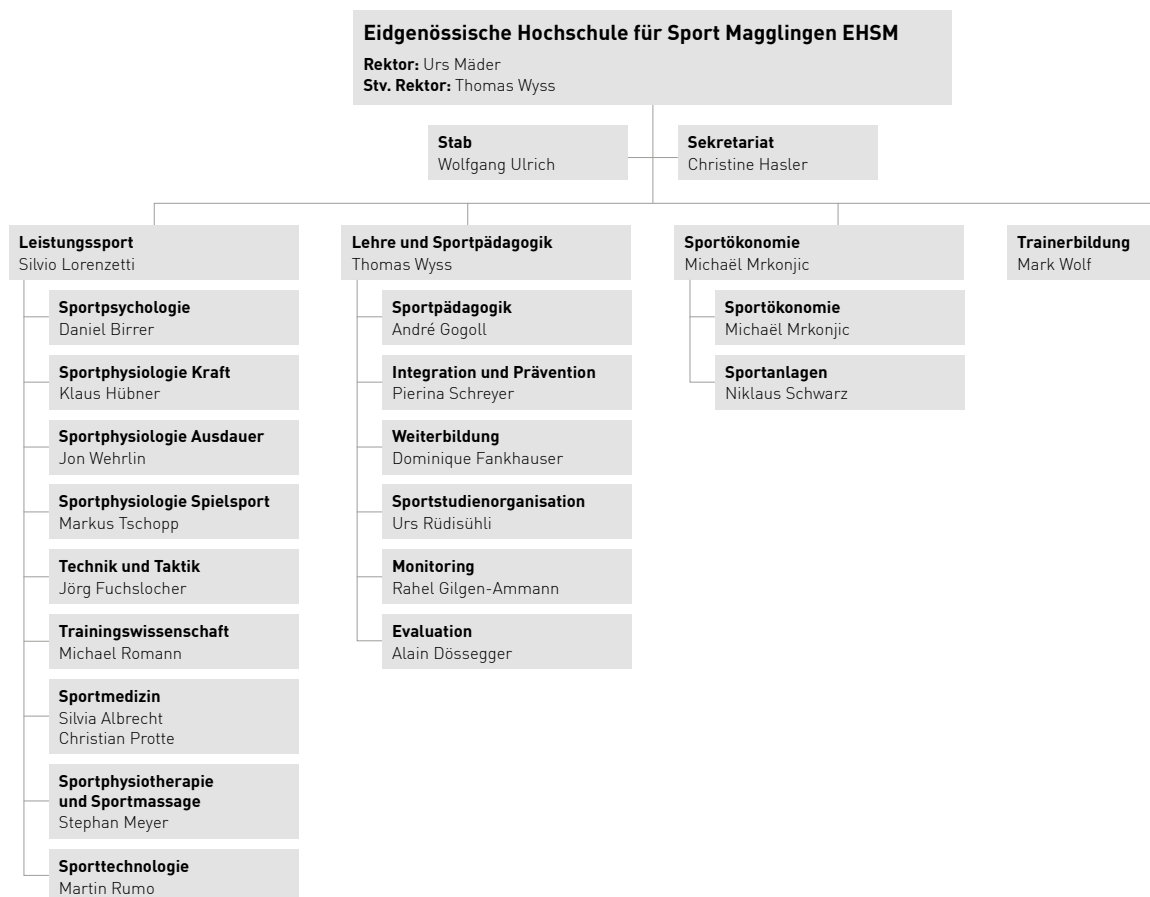 Eidgenössische Hochschule für Sport Magglingen EHSM
Rektor: Urs Mäder
Stv. Rektor: Thomas Wyss
Stab
Wolfgang Ulrich
Sekretariat
Christine Hasler
Leistungssport
Silvio Lorenzetti
Sportpsychologie
Daniel Birrer
Sportphysiologie Kraft
Klaus Hübner
Sportphysiologie Ausdauer
Jon Wehrlin
Sportphysiologie Spielsport
Markus Tschopp
Technik und Taktik
Jörg Fuchslocher
Trainingswissenschaft
Michael Romann
Sportmedizin
Silvia Albrecht
Christian Protte
Sportphysiotherapie
und Sportmassage
Stephan Meyer
Sporttechnologie
Martin Rumo
Lehre und Sportpädagogik
Thomas Wyss
Sportpädagogik
André Gogoll
Integration und Prävention
Pierina Schreyer
Weiterbildung
Dominique Fankhauser
Sportstudienorganisation
Urs Rüdisühli
Monitoring
Rahel Gilgen-Ammann
Evaluation
Alain Dössegger
Sportökonomie
Michaël Mrkonjic
Sportökonomie
Michaël Mrkonjic
Sportanlagen
Niklaus Schwarz
Trainerbildung
Mark Wolf